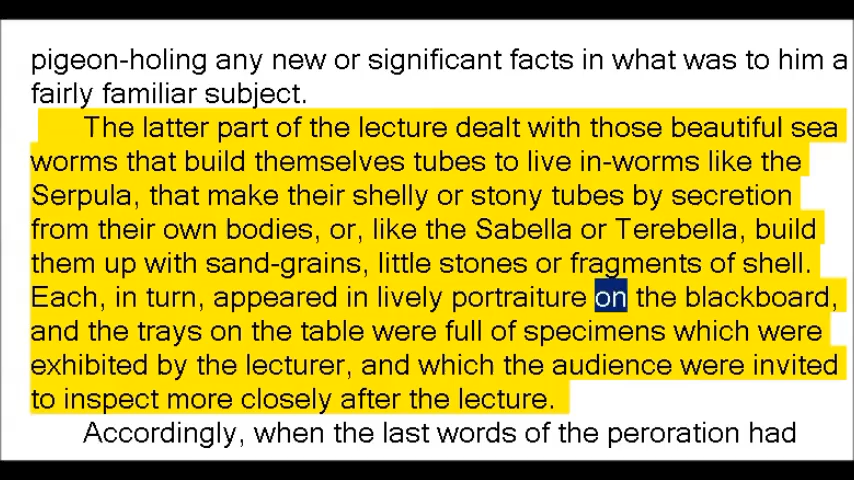 pigeon-holing any new or significant facts in what was to him a
fairly familiar subject.
The latter part of the lecture dealt with those beautiful sea
worms that build themselves tubes to live in-worms like the
Serpula, that make their shelly or stony tubes by secretion
from their own bodies, or, like the Sabella or Terebella, build
them up with sand-grains, little stones or fragments of shell.
Each, in turn, appeared in lively portraiture on the blackboard,
and the trays on the table were full of specimens which were
exhibited by the lecturer, and which the audience were invited
to inspect more closely after the lecture.
Accordingly, when the last words of the peroration had